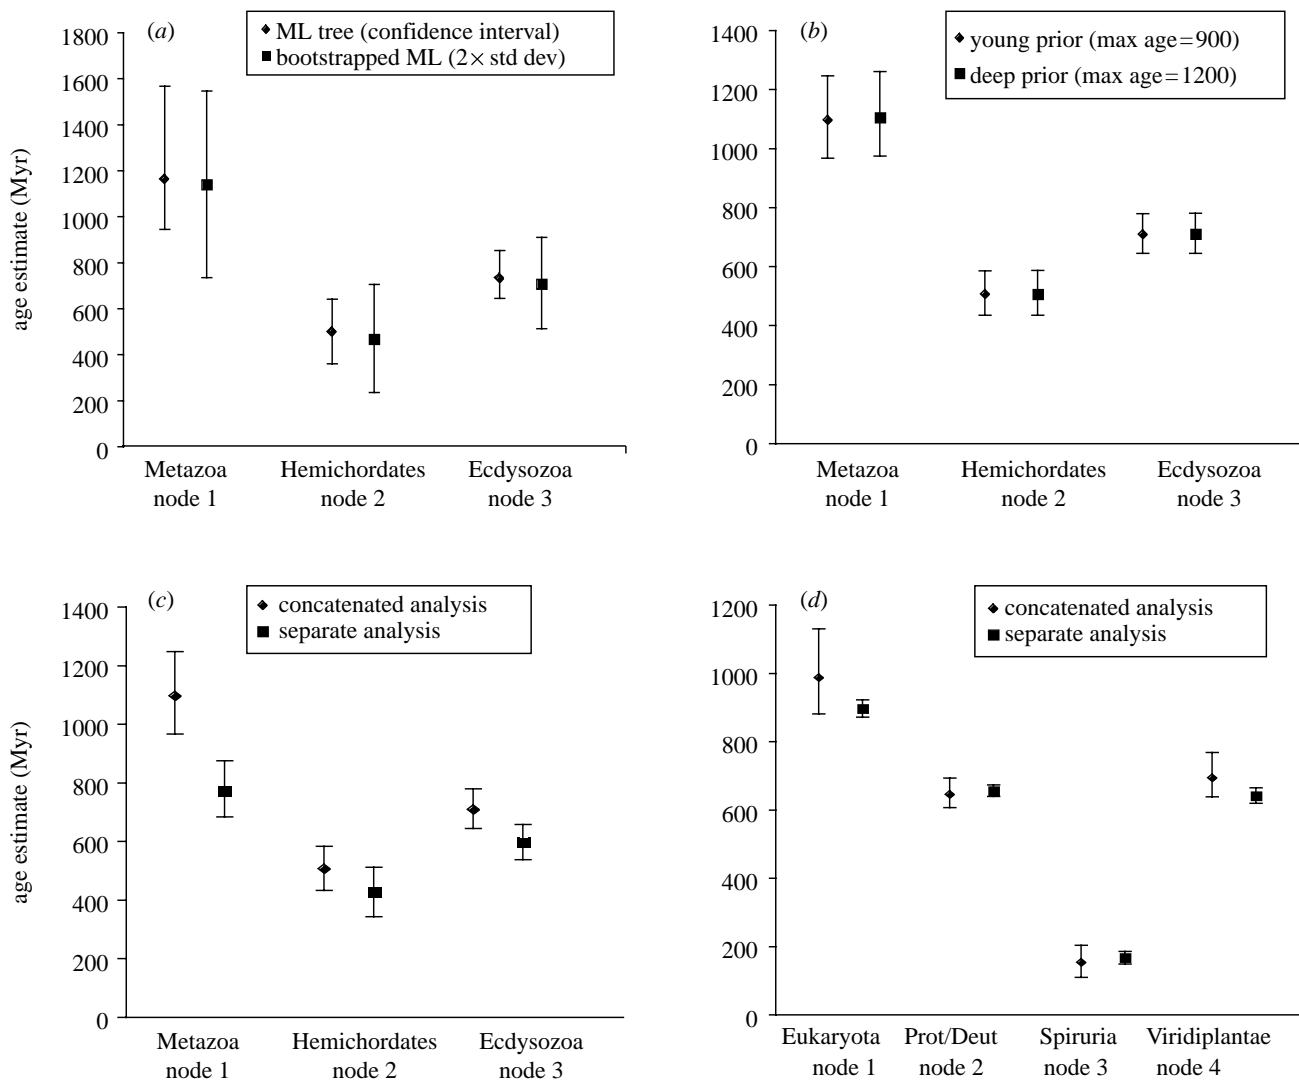 (a)
ML tree (confidence interval)
bootstrapped ML (2× std dev)
age estimate (Myr)
1800
1600
1400
1200
1000
800
600
400
200
0
Metazoa
node 1
Hemichordates
node 2
Ecdysozoa
node 3
(b)
young prior (max age=900)
deep prior (max age=1200)
1400
1200
1000
800
600
400
200
0
Metazoa
node 1
Hemichordates
node 2
Ecdysozoa
node 3
(c)
concatenated analysis
separate analysis
age estimate (Myr)
1400
1200
1000
800
600
400
200
0
Metazoa
node 1
Hemichordates
node 2
Ecdysozoa
node 3
(d)
concatenated analysis
separate analysis
1200
1000
800
600
400
200
0
Eukaryota
node 1
Prot/Deut
node 2
Spiruria
node 3
Viridiplantae
node 4